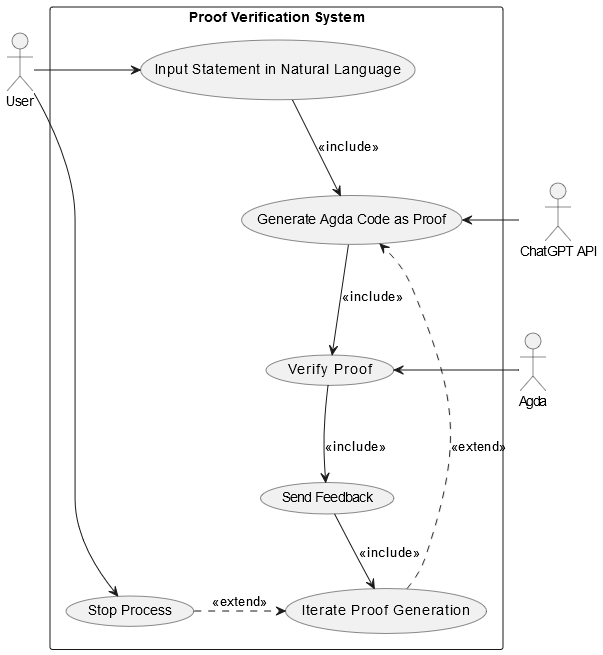 Proof Verification System
Input Statement in Natural Language
User
«include»
Generate Agda Code as Proof
ChatGPT API
«include»
Verify Proof
Agda
«include»
«extend»
Send Feedback
«include»
«extend»
Stop Process
Iterate Proof Generation